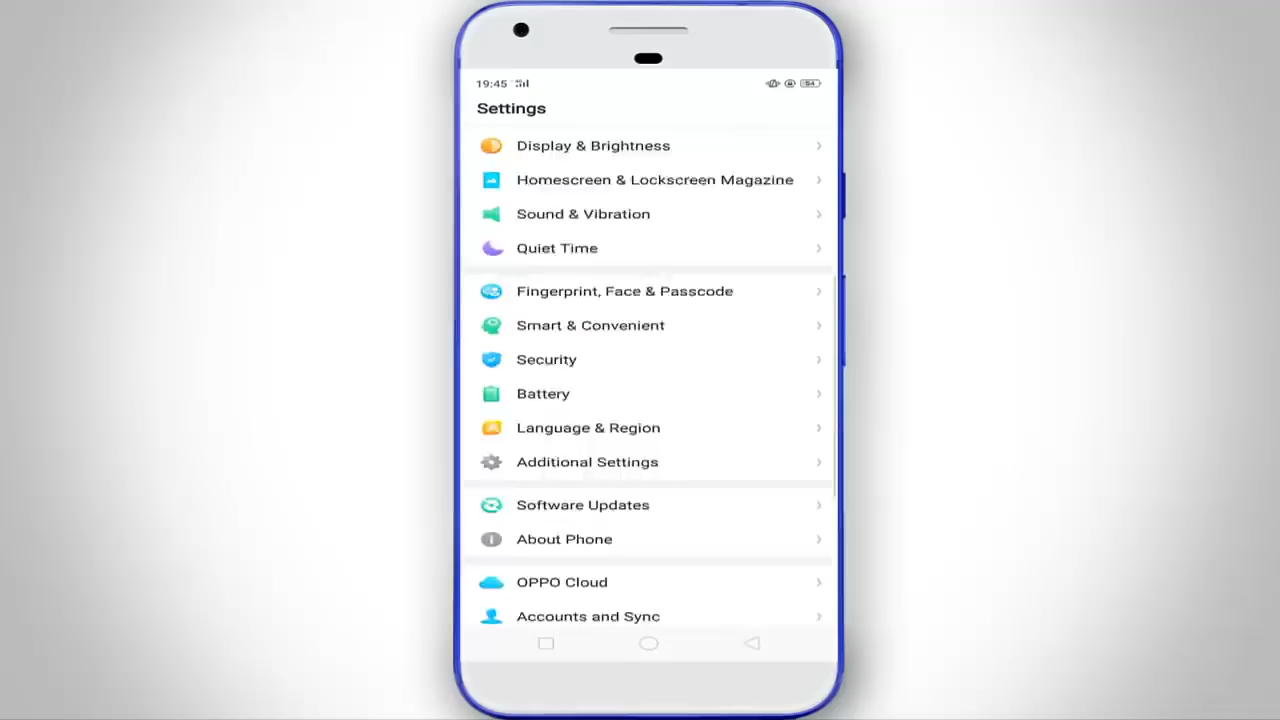 19:45
54
Settings
Display & Brightness
Homescreen & Lockscreen Magazine
Sound & Vibration
Quiet Time
Fingerprint, Face & Passcode
Smart & Convenient
Security
Battery
Language & Region
Additional Settings
Software Updates
About Phone
OPPO Cloud
Accounts and Sync